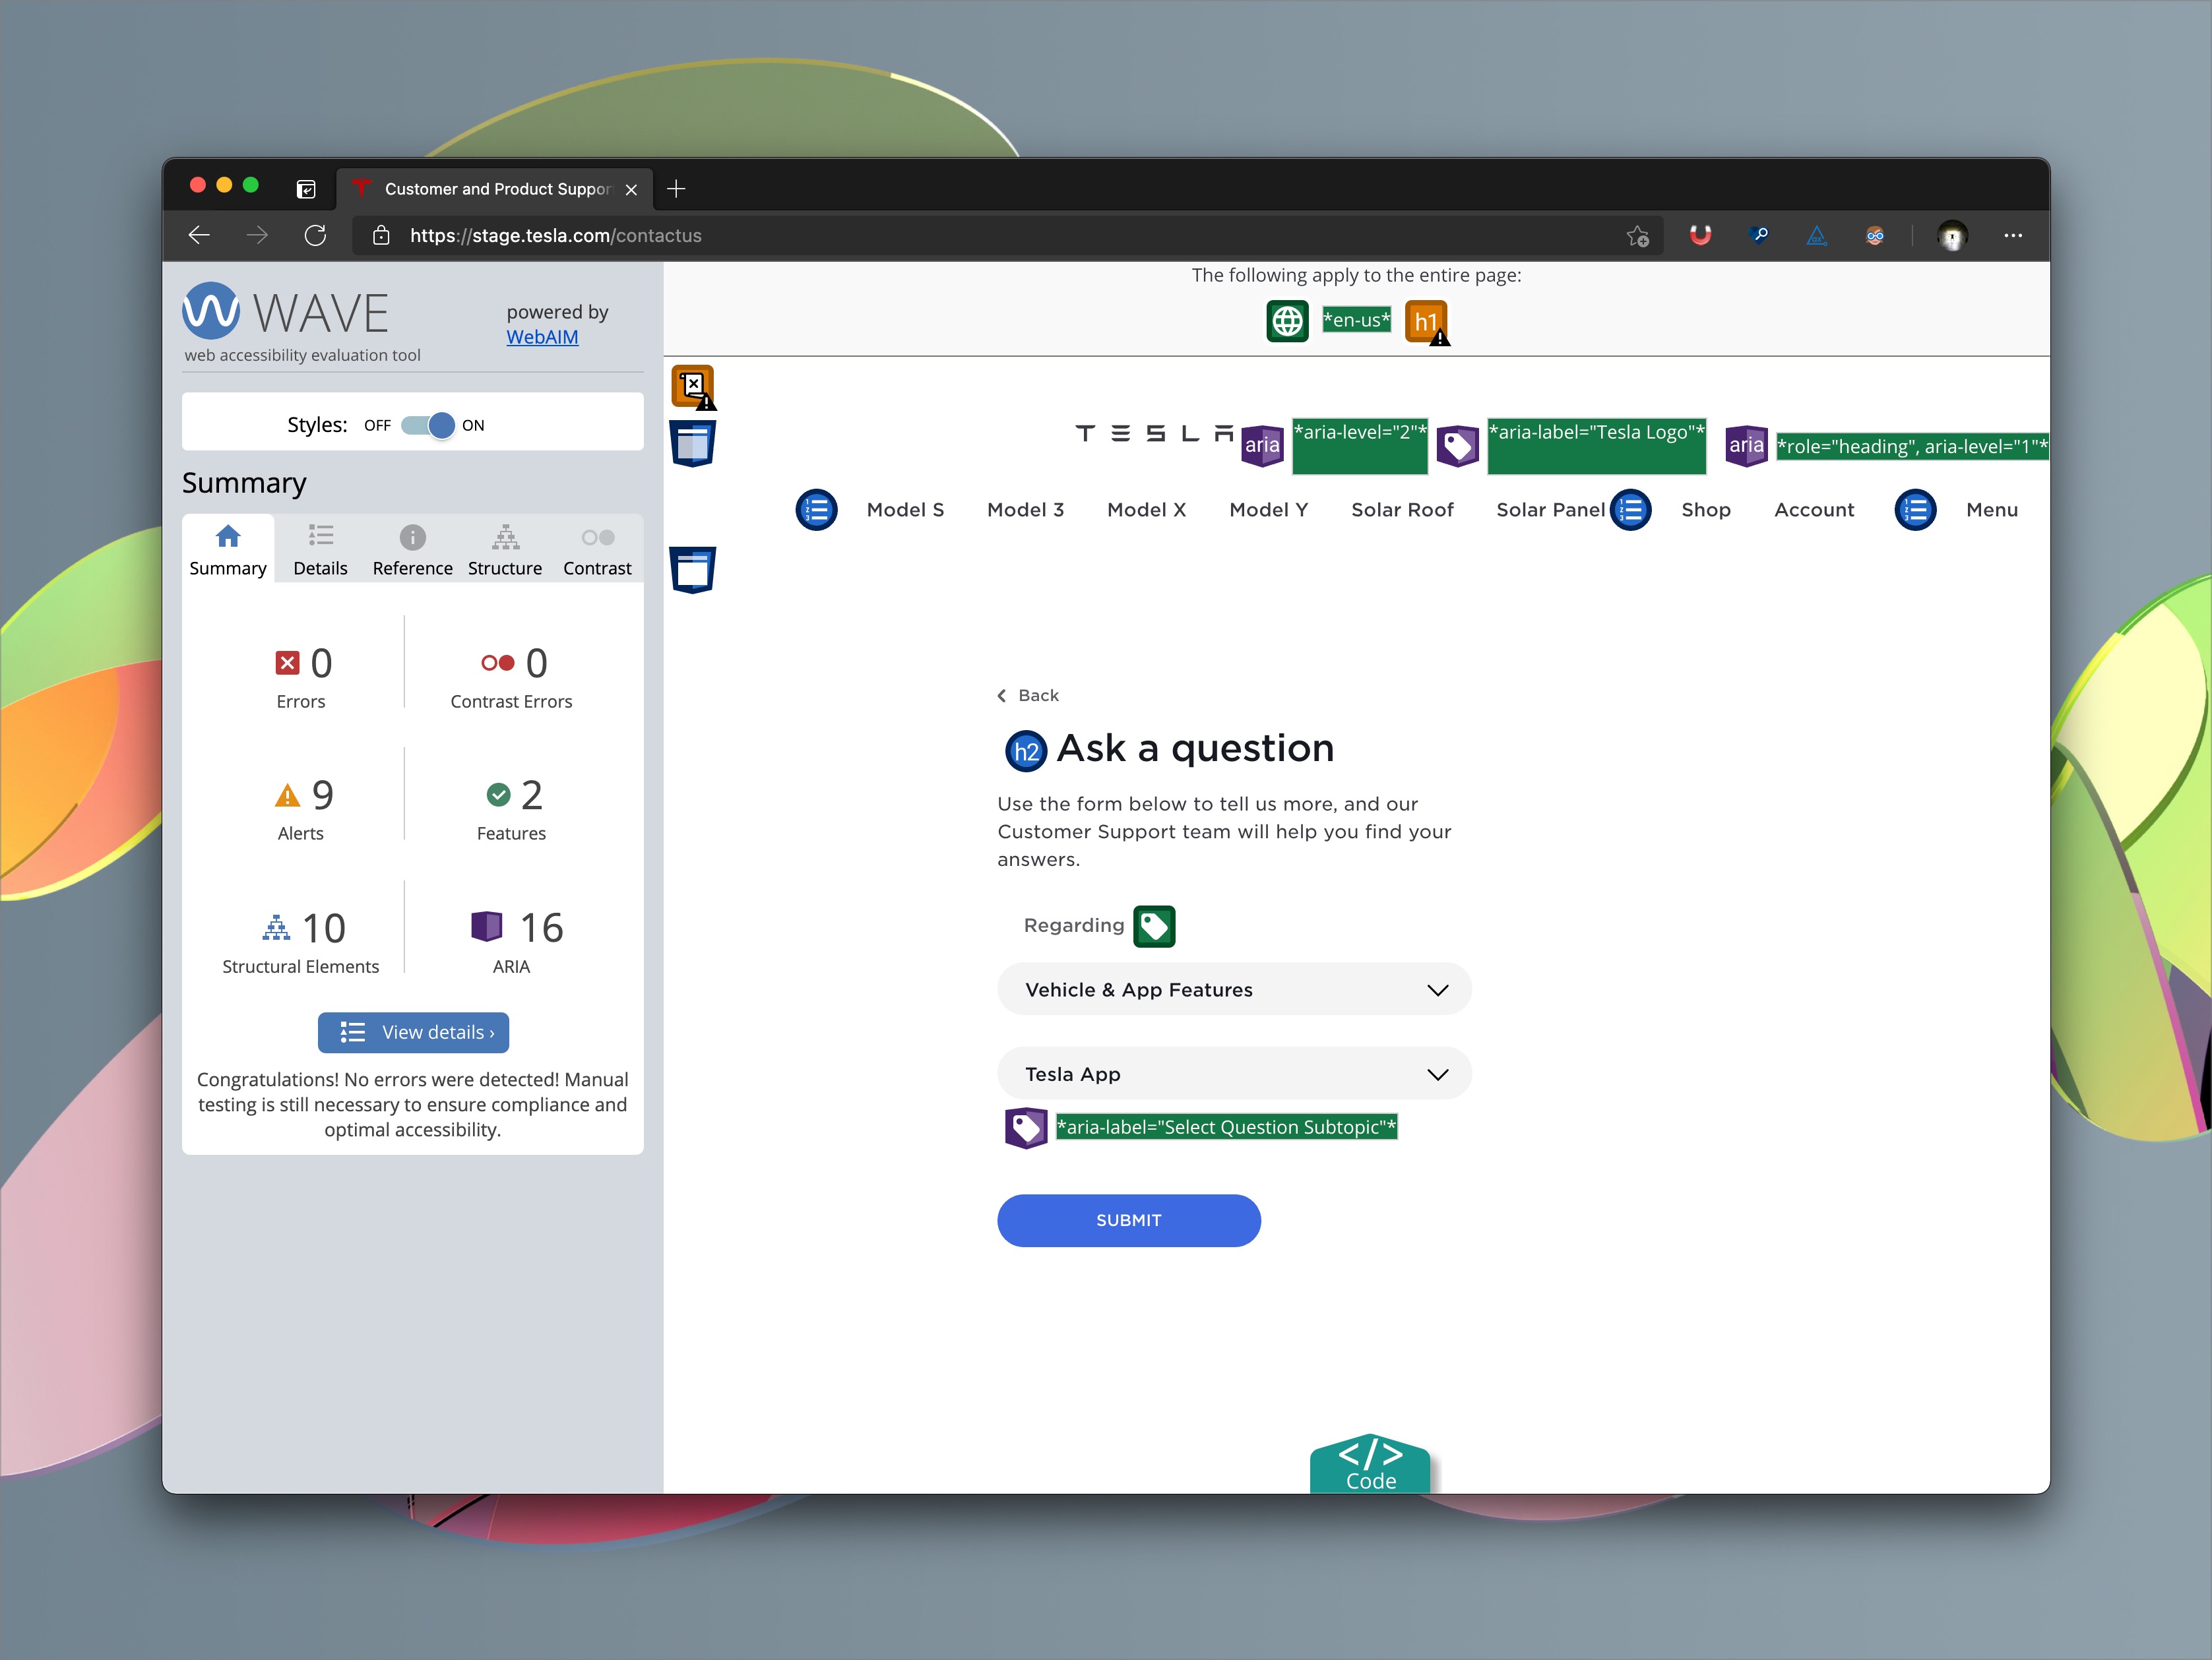 Customer and Product Suppor
https://stage.tesla.com/contactus
WAVE
web accessibility evaluation tool
powered by
WebAIM
Styles: OFF ON
Summary
Summary Details Reference Structure Contrast
0
Errors
0
Contrast Errors
9
Alerts
2
Features
10
Structural Elements
16
ARIA
View details ›
Congratulations! No errors were detected! Manual
testing is still necessary to ensure compliance and
optimal accessibility.
The following apply to the entire page:
*en-us* h1
TESLA aria *aria-level="2"* *aria-label="Tesla Logo"* aria *role="heading", aria-level="1"*
Model S Model 3 Model X Model Y Solar Roof Solar Panel Shop Account Menu
Back
h2 Ask a question
Use the form below to tell us more, and our
Customer Support team will help you find your
answers.
Regarding
Vehicle & App Features
Tesla App
*aria-label="Select Question Subtopic"*
SUBMIT
</>
Code